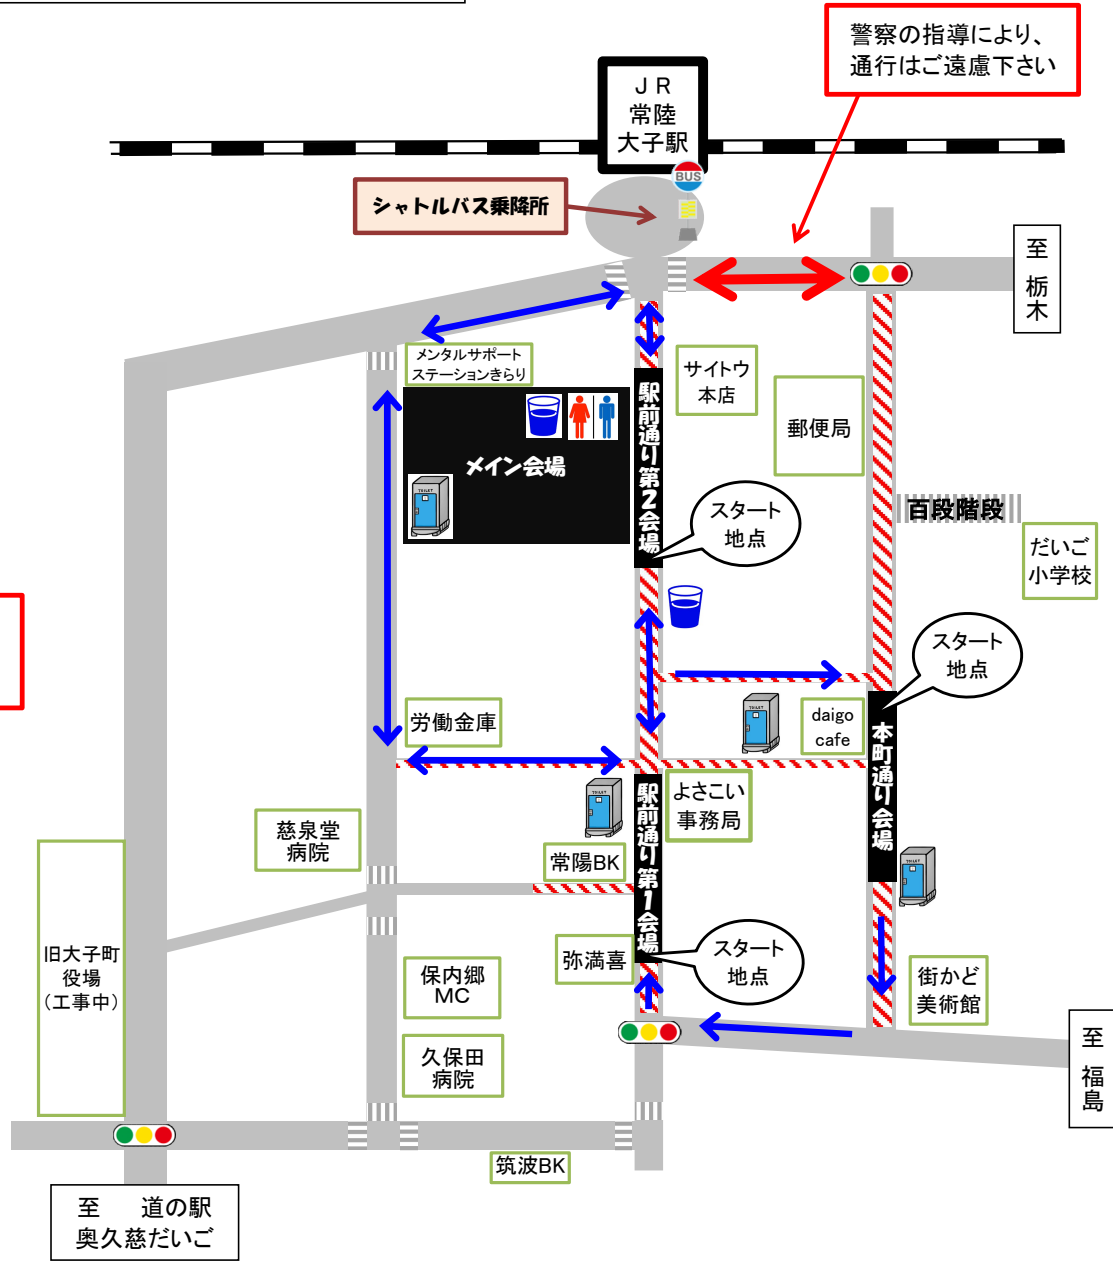 警察の指導により、
通行はご遠慮下さい
ＪＲ
常陸
大子駅
BUS
シャトルバス乗降所
至
栃木
メンタルサポート
ステーションきらり
サイトウ
本店
郵便局
メイン会場
TOILET
駅前通り第2会場
スタート
地点
百段階段
だいご
小学校
スタート
地点
労働金庫
TOILET
daigo
cafe
本町通り会場
TOILET
よさこい
事務局
駅前通り第1会場
慈泉堂
病院
常陽BK
TOILET
旧大子町
役場
（工事中）
弥満喜
スタート
地点
保内郷
MC
街かど
美術館
久保田
病院
至
福島
筑波BK
至　道の駅
奥久慈だいご